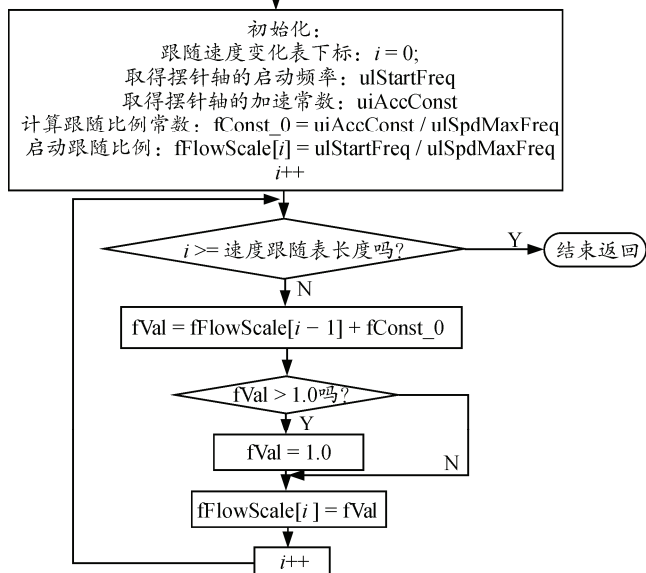 初始化：
跟随速度变化表下标：i = 0;
取得摆针轴的启动频率：ulStartFreq
取得摆针轴的加速常数：uiAccConst
计算跟随比例常数：fConst_0 = uiAccConst / ulSpdMaxFreq
启动跟随比例：fFlowScale[i] = ulStartFreq / ulSpdMaxFreq
i++
i >= 速度跟随表长度吗?
Y
结束返回
N
fVal = fFlowScale[i − 1] + fConst_0
fVal > 1.0吗?
Y
fVal = 1.0
N
fFlowScale[i ] = fVal
i++